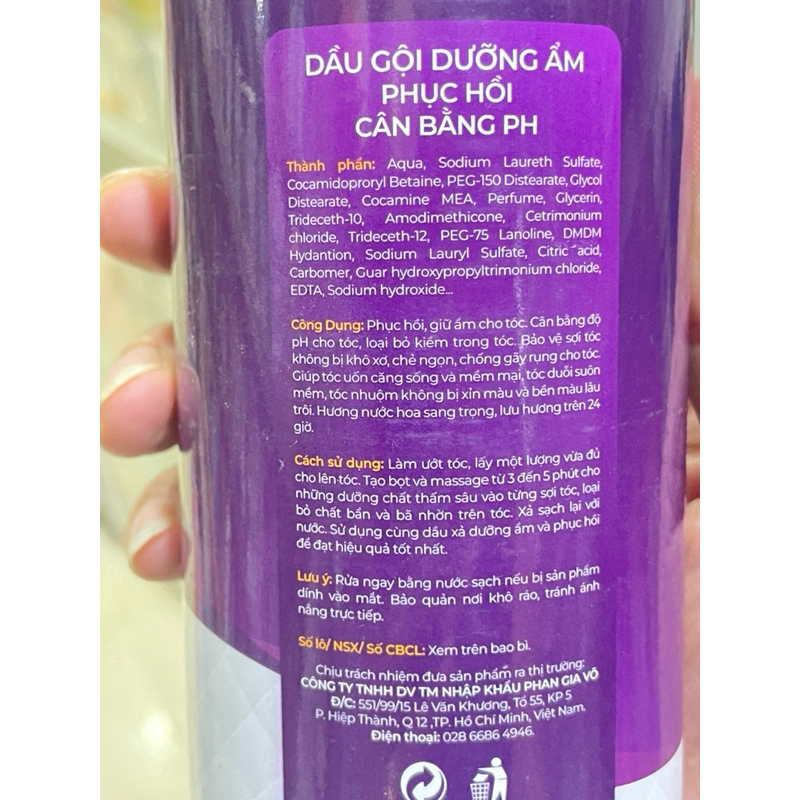 DẦU GỘI DƯỠNG ẨM
PHỤC HỒI
CÂN BẰNG PH
Thành phần: Aqua, Sodium Laureth Sulfate,
Cocamidoproryl Betaine, PEG-150 Distearate, Glycol
Distearate, Cocamine MEA, Perfume, Glycerin,
Trideceth-10, Amodimethicone, Cetrimonium
chloride, Trideceth-12, PEG-75 Lanoline, DMDM
Hydantion, Sodium Lauryl Sulfate, Citric acid,
Carbomer, Guar hydroxypropyltrimonium chloride,
EDTA, Sodium hydroxide...
Công Dụng: Phục hồi, giữ ẩm cho tóc. Cân bằng độ
pH cho tóc, loại bỏ kiềm trong tóc. Bảo vệ sợi tóc
không bị khô xơ, chẻ ngọn, chống gãy rụng cho tóc.
Giúp tóc uốn căng sống và mềm mại, tóc duỗi suôn
mềm, tóc nhuộm không bị xỉn màu và bền màu lâu
trôi. Hương nước hoa sang trọng, lưu hương trên 24
giờ.
Cách sử dụng: Làm ướt tóc, lấy một lượng vừa đủ
cho lên tóc. Tạo bọt và massage từ 3 đến 5 phút cho
những dưỡng chất thấm sâu vào từng sợi tóc, loại
bỏ chất bẩn và bã nhờn trên tóc. Xả sạch lại với
nước. Sử dụng cùng dầu xả dưỡng ẩm và phục hồi
để đạt hiệu quả tốt nhất.
Lưu ý: Rửa ngay bằng nước sạch nếu bị sản phẩm
dính vào mắt. Bảo quản nơi khô ráo, tránh ánh
nắng trực tiếp.
Số lô/ NSX/ Số CBCL: Xem trên bao bì.
Chịu trách nhiệm đưa sản phẩm ra thị trường:
CÔNG TY TNHH DV TM NHẬP KHẨU PHAN GIA VÕ
Đ/C: 551/99/15 Lê Văn Khương, Tổ 55, KP 5
P. Hiệp Thành, Q 12 ,TP. Hồ Chí Minh, Việt Nam.
Điện thoại: 028 6686 4946.